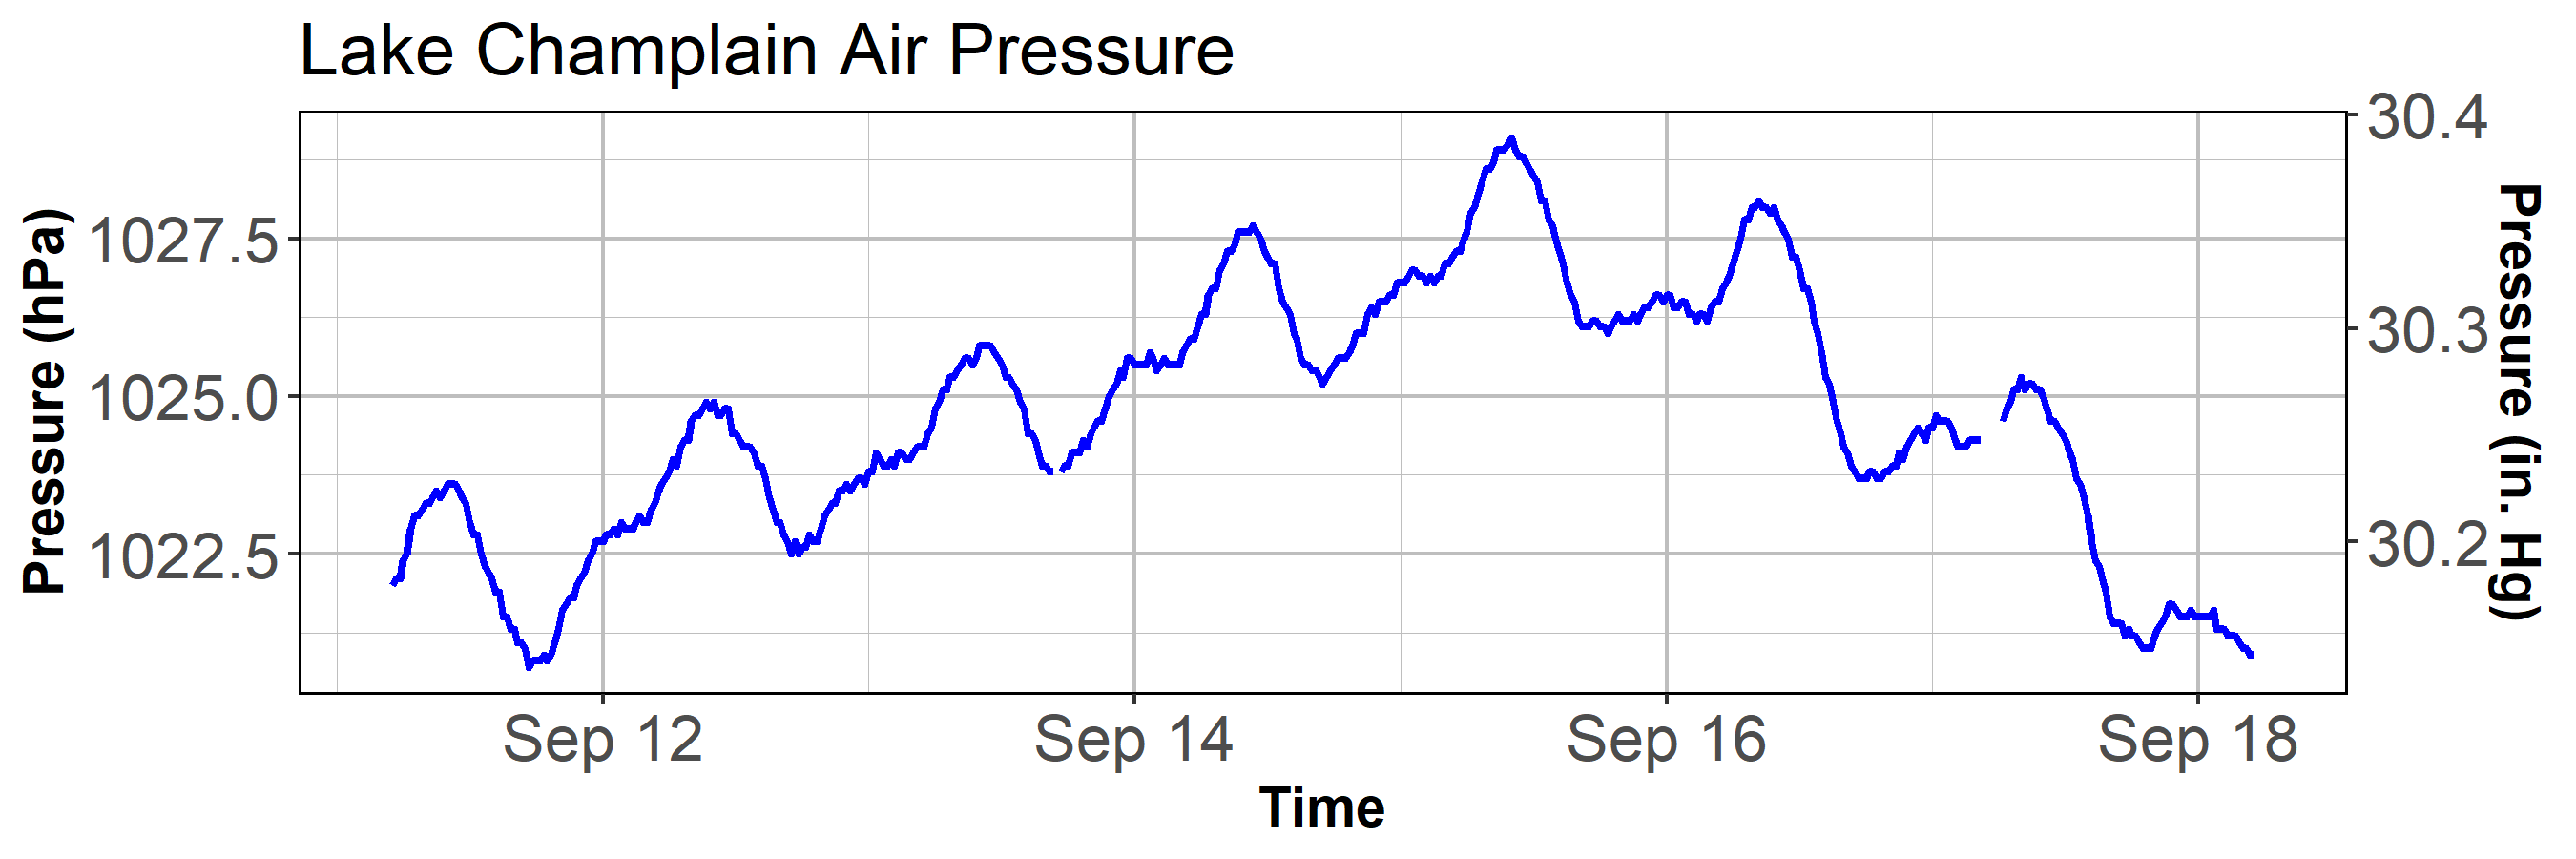 Lake Champlain Air Pressure
Pressure (hPa)
1027.5
1025.0
1022.5
30.4
30.3
30.2
Pressure (in. Hg)
Sep 12
Sep 14
Sep 16
Sep 18
Time